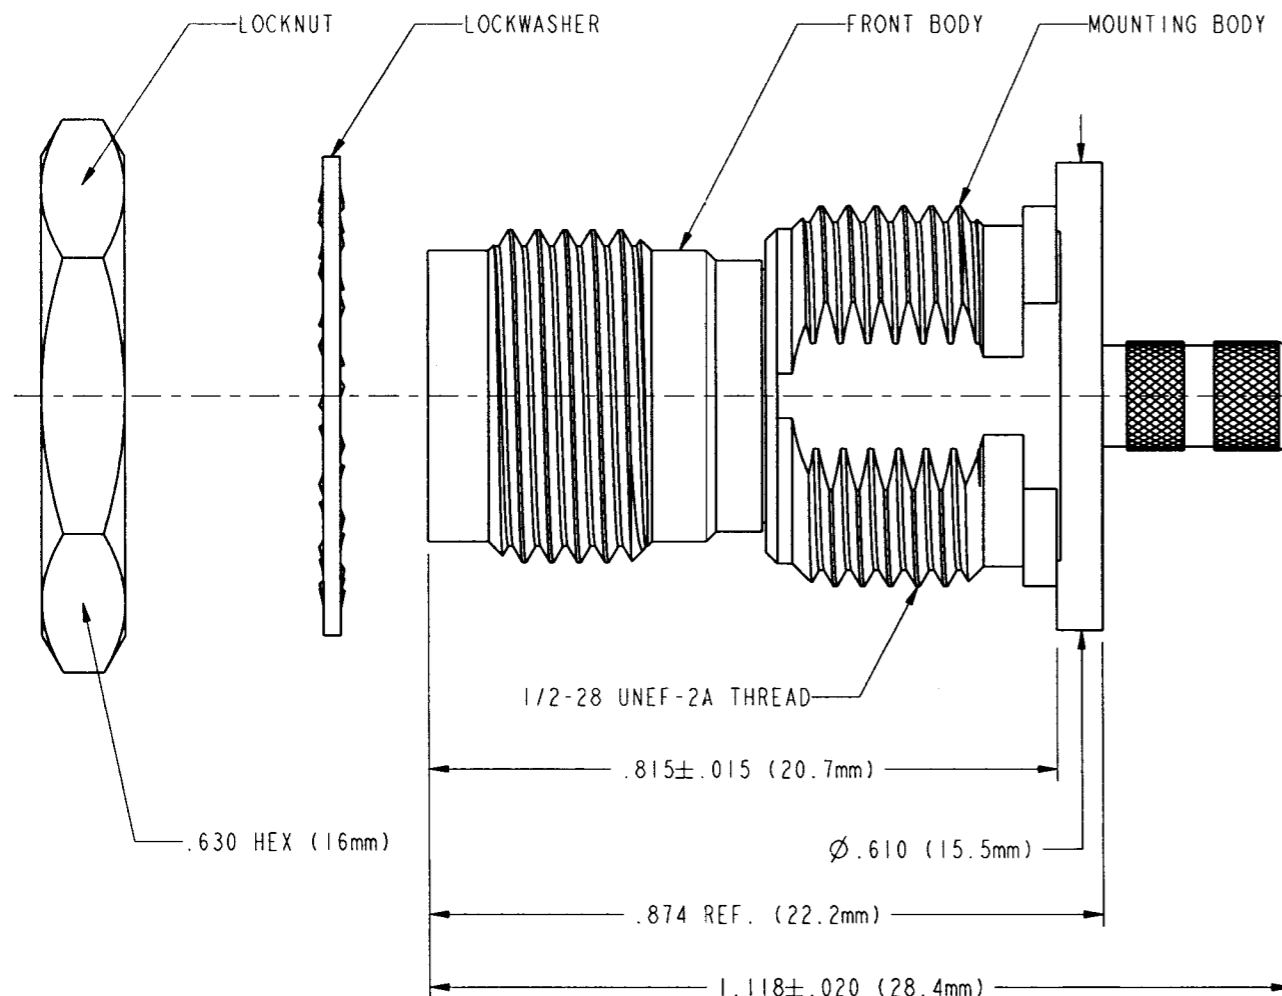 LOCKNUT
LOCKWASHER
FRONT BODY
MOUNTING BODY
1/2-28 UNEF-2A THREAD
.815±.015 (20.7mm)
.630 HEX (16mm)
Ø.610 (15.5mm)
.874 REF. (22.2mm)
1.118±.020 (28.4mm)